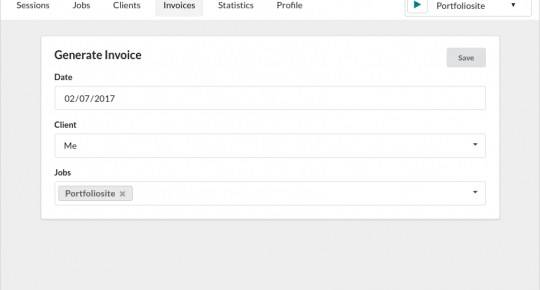 Sessions Jobs Clients Invoices Statistics Profile Portfoliosite
Generate Invoice
Save
Date
02/07/2017
Client
Me
Jobs
Portfoliosite